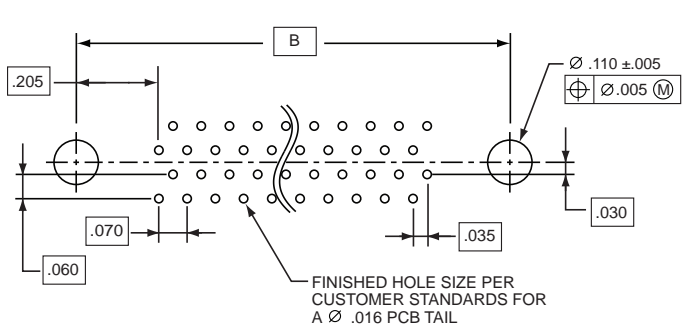 B
.205
Ø .110 ±.005
⌖ Ø.005 Ⓜ
.030
.070
.035
.060
FINISHED HOLE SIZE PER
CUSTOMER STANDARDS FOR
A Ø .016 PCB TAIL